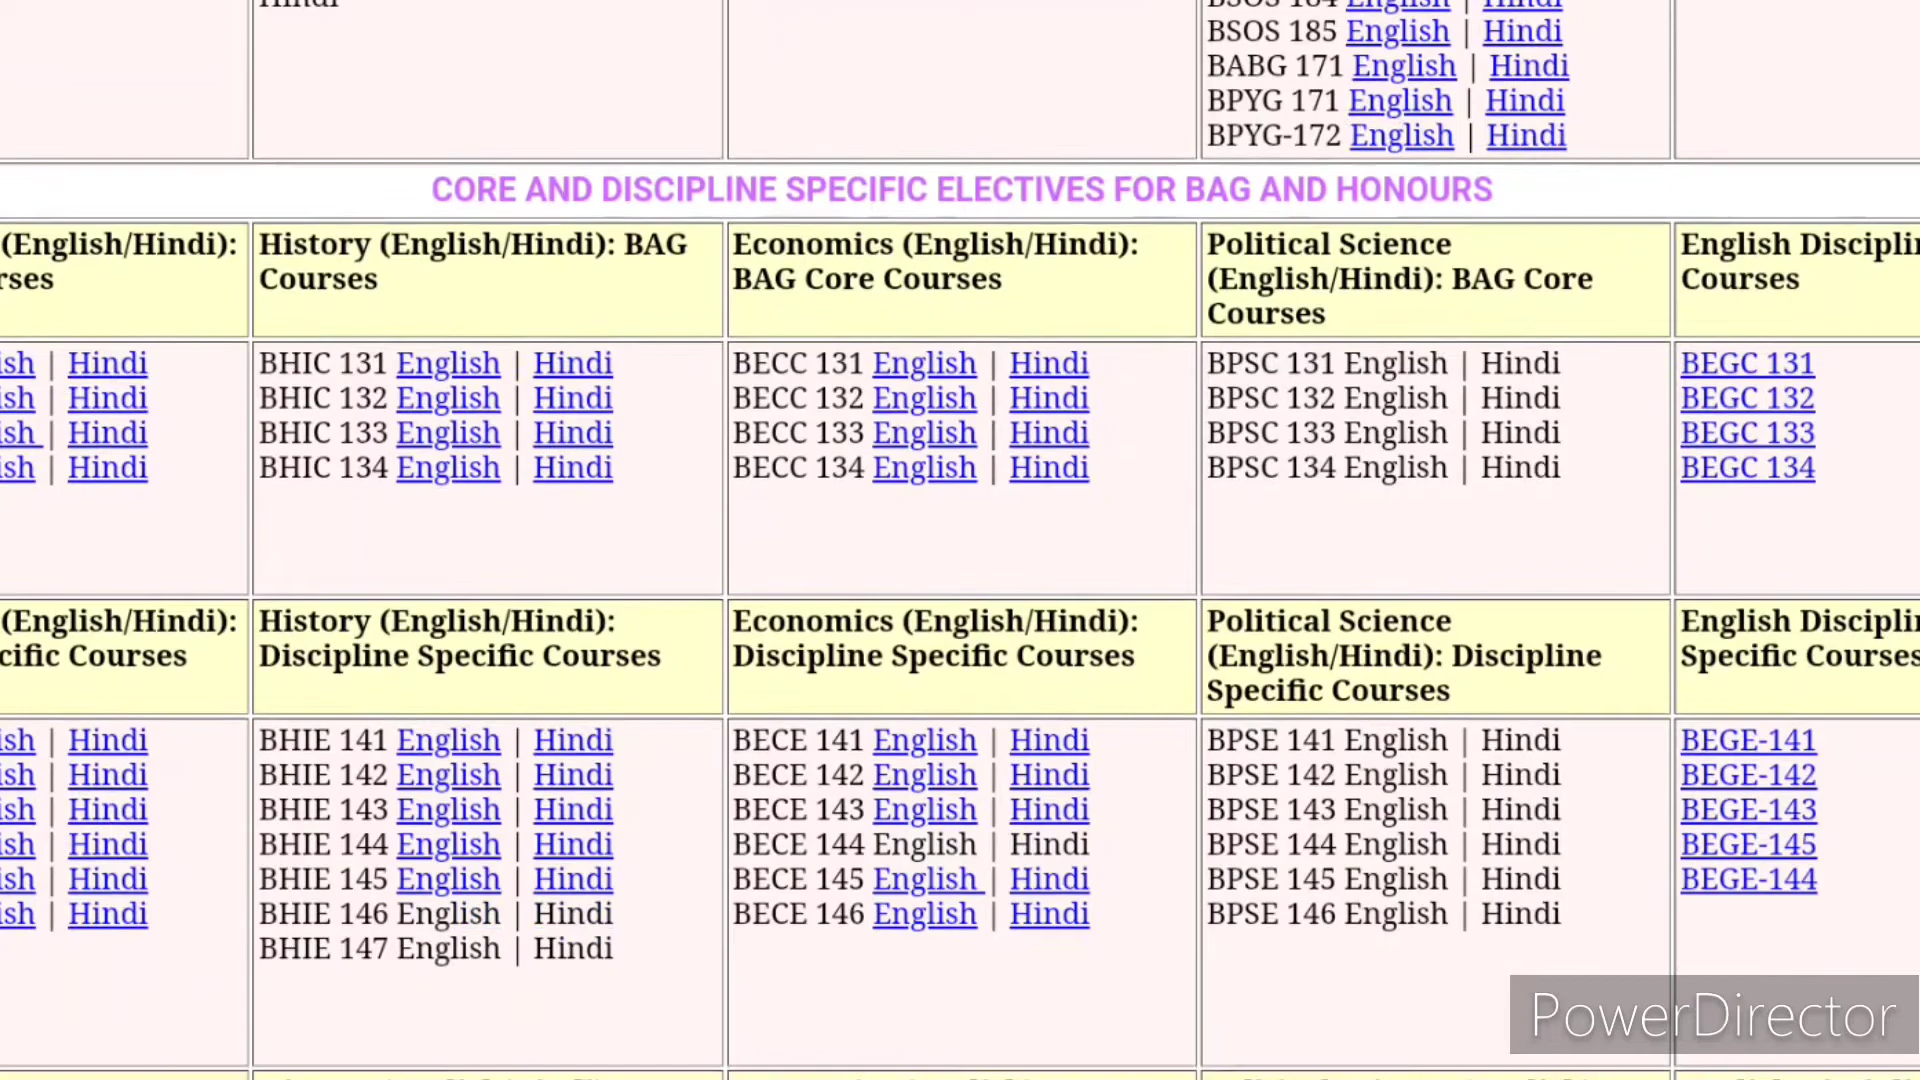 BSOS 185 English | Hindi
BABG 171 English | Hindi
BPYG 171 English | Hindi
BPYG-172 English | Hindi
CORE AND DISCIPLINE SPECIFIC ELECTIVES FOR BAG AND HONOURS
(English/Hindi):
History (English/Hindi): BAG
Courses
Economics (English/Hindi):
BAG Core Courses
Political Science
(English/Hindi): BAG Core
Courses
English
Courses
| Hindi
| Hindi
| Hindi
| Hindi
BHIC 131 English | Hindi
BHIC 132 English | Hindi
BHIC 133 English | Hindi
BHIC 134 English | Hindi
BECC 131 English | Hindi
BECC 132 English | Hindi
BECC 133 English | Hindi
BECC 134 English | Hindi
BPSC 131 English | Hindi
BPSC 132 English | Hindi
BPSC 133 English | Hindi
BPSC 134 English | Hindi
BEGC 131
BEGC 132
BEGC 133
BEGC 134
(English/Hindi):
Courses
History (English/Hindi):
Discipline Specific Courses
Economics (English/Hindi):
Discipline Specific Courses
Political Science
(English/Hindi): Discipline
Specific Courses
English
Specific Courses
| Hindi
| Hindi
| Hindi
| Hindi
| Hindi
| Hindi
BHIE 141 English | Hindi
BHIE 142 English | Hindi
BHIE 143 English | Hindi
BHIE 144 English | Hindi
BHIE 145 English | Hindi
BHIE 146 English | Hindi
BHIE 147 English | Hindi
BECE 141 English | Hindi
BECE 142 English | Hindi
BECE 143 English | Hindi
BECE 144 English | Hindi
BECE 145 English | Hindi
BECE 146 English | Hindi
BPSE 141 English | Hindi
BPSE 142 English | Hindi
BPSE 143 English | Hindi
BPSE 144 English | Hindi
BPSE 145 English | Hindi
BPSE 146 English | Hindi
BEGE-141
BEGE-142
BEGE-143
BEGE-145
BEGE-144
PowerDirector